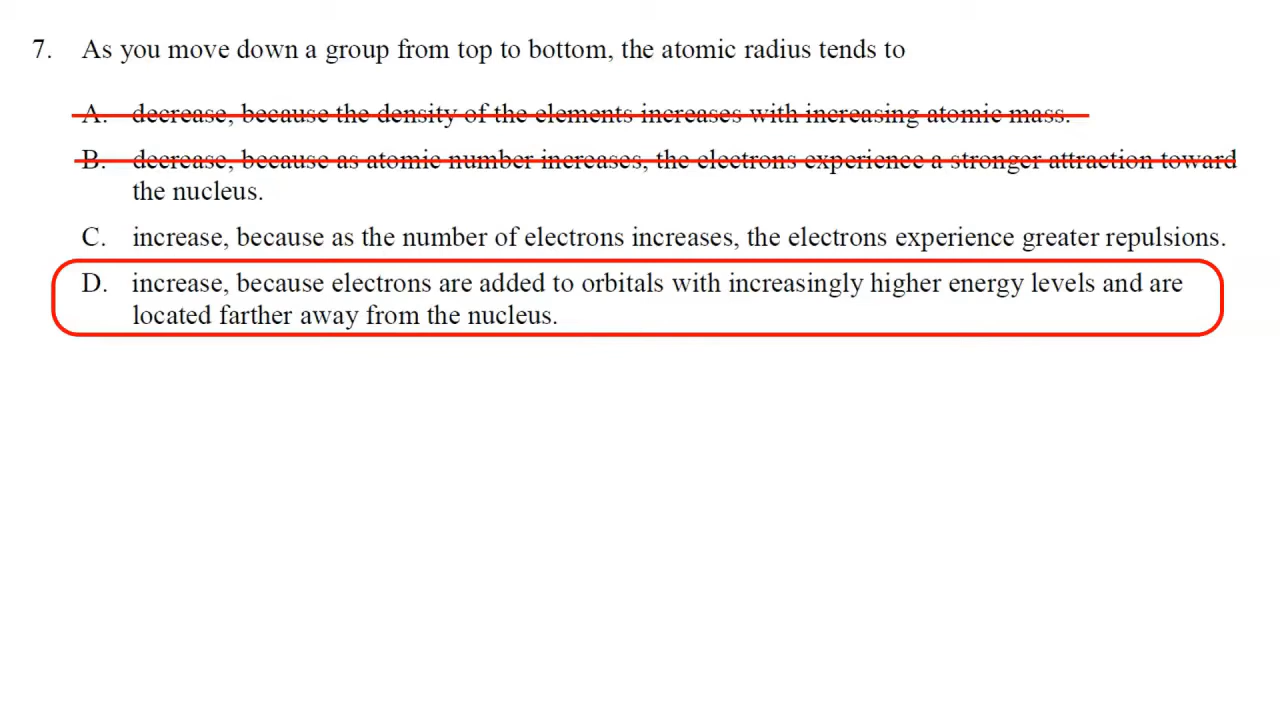 7. As you move down a group from top to bottom, the atomic radius tends to
A. decrease, because the density of the elements increases with increasing atomic mass.
B. decrease, because as atomic number increases, the electrons experience a stronger attraction toward
the nucleus.
C. increase, because as the number of electrons increases, the electrons experience greater repulsions.
D. increase, because electrons are added to orbitals with increasingly higher energy levels and are
located farther away from the nucleus.